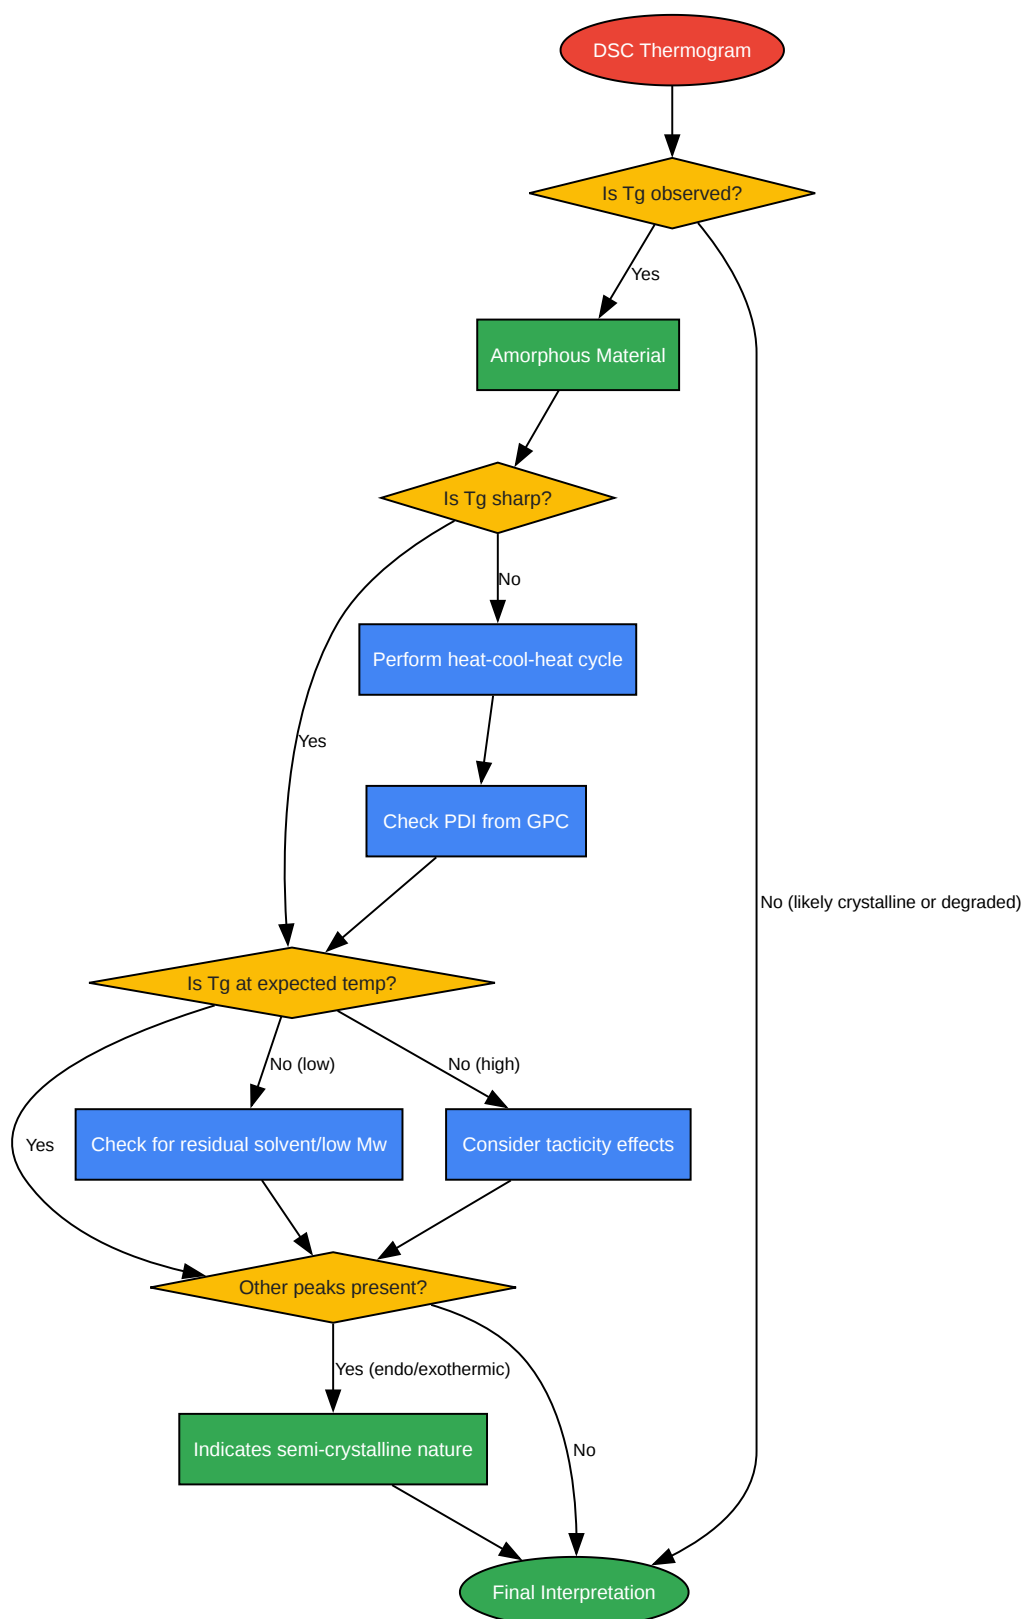 DSC Thermogram
Is Tg observed?
Yes
Amorphous Material
Is Tg sharp?
No
Perform heat-cool-heat cycle
Yes
Check PDI from GPC
No (likely crystalline or degraded)
Is Tg at expected temp?
No (low)
No (high)
Yes
Check for residual solvent/low Mw
Consider tacticity effects
Other peaks present?
Yes (endo/exothermic)
Indicates semi-crystalline nature
No
Final Interpretation